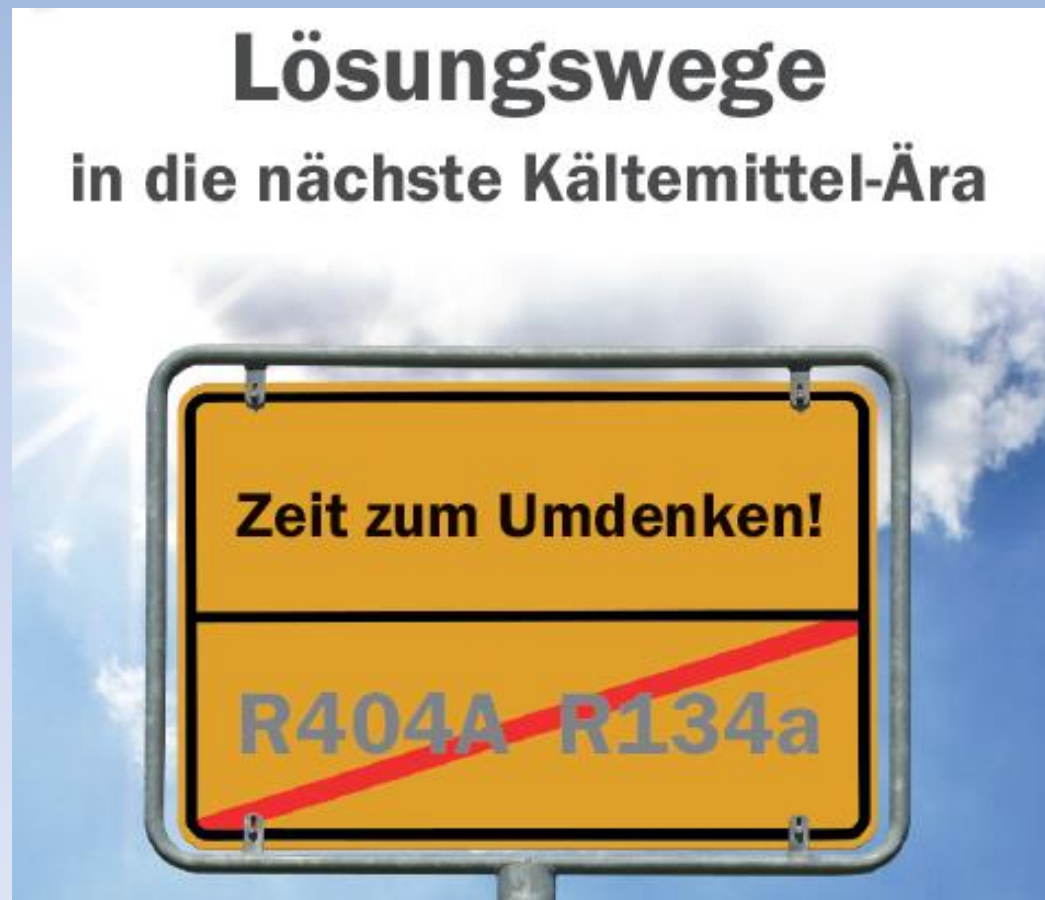 Lösungswege
in die nächste Kältemittel-Ära
Zeit zum Umdenken!
R404A R134a